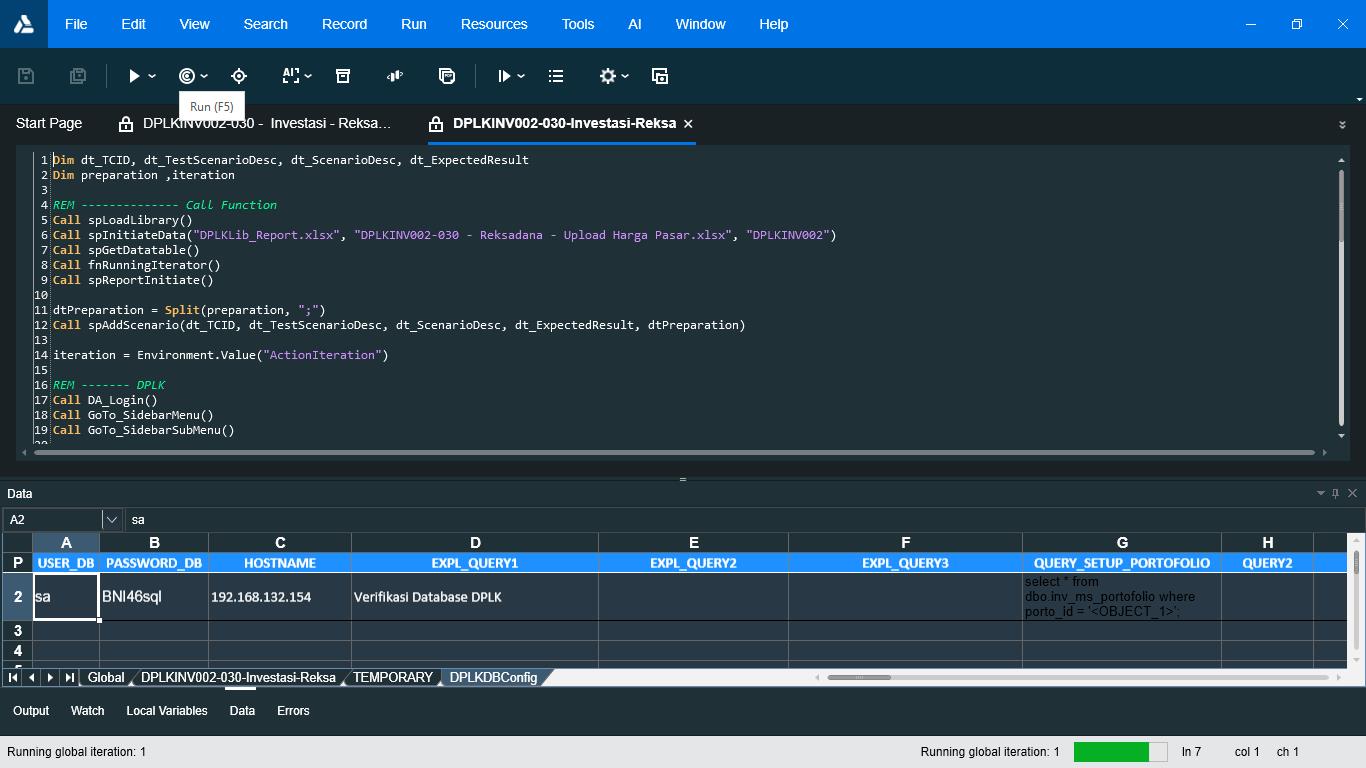 File Edit View Search Record Run Resources Tools AI Window Help
AI
Run (F5)
Start Page DPLKINV002-030 - Investasi - Reksa... DPLKINV002-030-Investasi-Reksa
1 Dim dt_TCID, dt_TestScenarioDesc, dt_ScenarioDesc, dt_ExpectedResult
2 Dim preparation ,iteration
3
4 REM -------------- Call Function
5 Call spLoadLibrary()
6 Call spInitiateData("DPLKLib_Report.xlsx", "DPLKINV002-030 - Reksadana - Upload Harga Pasar.xlsx", "DPLKINV002")
7 Call spGetDatatable()
8 Call fnRunningIterator()
9 Call spReportInitiate()
10
11 dtPreparation = Split(preparation, ";")
12 Call spAddScenario(dt_TCID, dt_TestScenarioDesc, dt_ScenarioDesc, dt_ExpectedResult, dtPreparation)
13
14 iteration = Environment.Value("ActionIteration")
15
16 REM ------- DPLK
17 Call DA_Login()
18 Call GoTo_SidebarMenu()
19 Call GoTo_SidebarSubMenu()
Data
A2 sa
A B C D E F G H
P USER_DB PASSWORD_DB HOSTNAME EXPL_QUERY1 EXPL_QUERY2 EXPL_QUERY3 QUERY_SETUP_PORTOFOLIO QUERY2
2 sa BNI46sql 192.168.132.154 Verifikasi Database DPLK select * from
dbo.inv_ms_portofolio where
porto_id = '<OBJECT_1>';
3
4
Global DPLKINV002-030-Investasi-Reksa TEMPORARY DPLKDBConfig
Output Watch Local Variables Data Errors
Running global iteration: 1 Running global iteration: 1 ln 7 col 1 ch 1